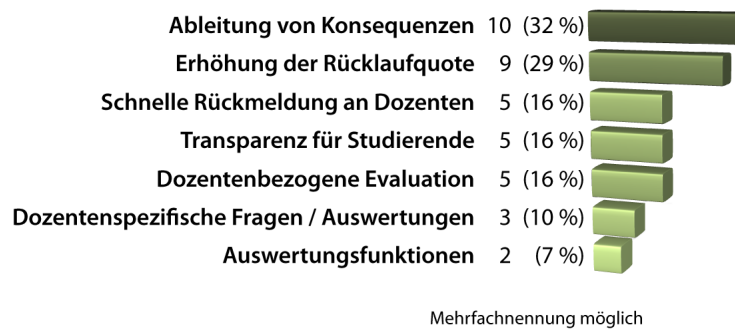 Ableitung von Konsequenzen 10 (32 %)
Erhöhung der Rücklaufquote 9 (29 %)
Schnelle Rückmeldung an Dozenten 5 (16 %)
Transparenz für Studierende 5 (16 %)
Dozentenbezogene Evaluation 5 (16 %)
Dozentenspezifische Fragen / Auswertungen 3 (10 %)
Auswertungsfunktionen 2 (7 %)
Mehrfachnennung möglich